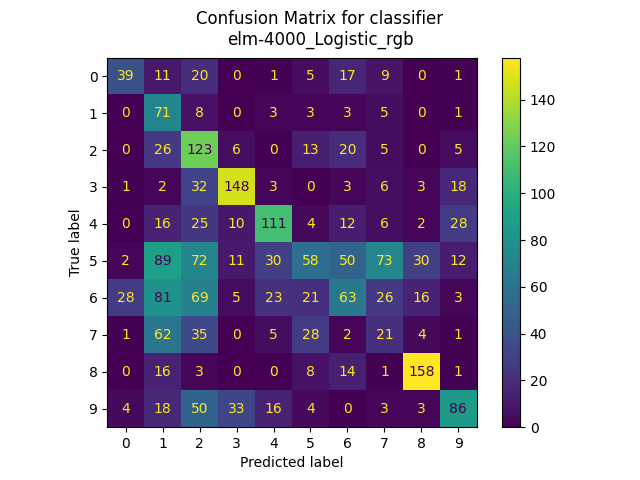 Confusion Matrix for classifier
elm-4000_Logistic_rgb
0 39 11 20 0 1 5 17 9 0 1
1 0 71 8 0 3 3 3 5 0 1
2 0 26 123 6 0 13 20 5 0 5
3 1 2 32 148 3 0 3 6 3 18
4 0 16 25 10 111 4 12 6 2 28
5 2 89 72 11 30 58 50 73 30 12
6 28 81 69 5 23 21 63 26 16 3
7 1 62 35 0 5 28 2 21 4 1
8 0 16 3 0 0 8 14 1 158 1
9 4 18 50 33 16 4 0 3 3 86
0 1 2 3 4 5 6 7 8 9
Predicted label
True label
140
120
100
80
60
40
20
0